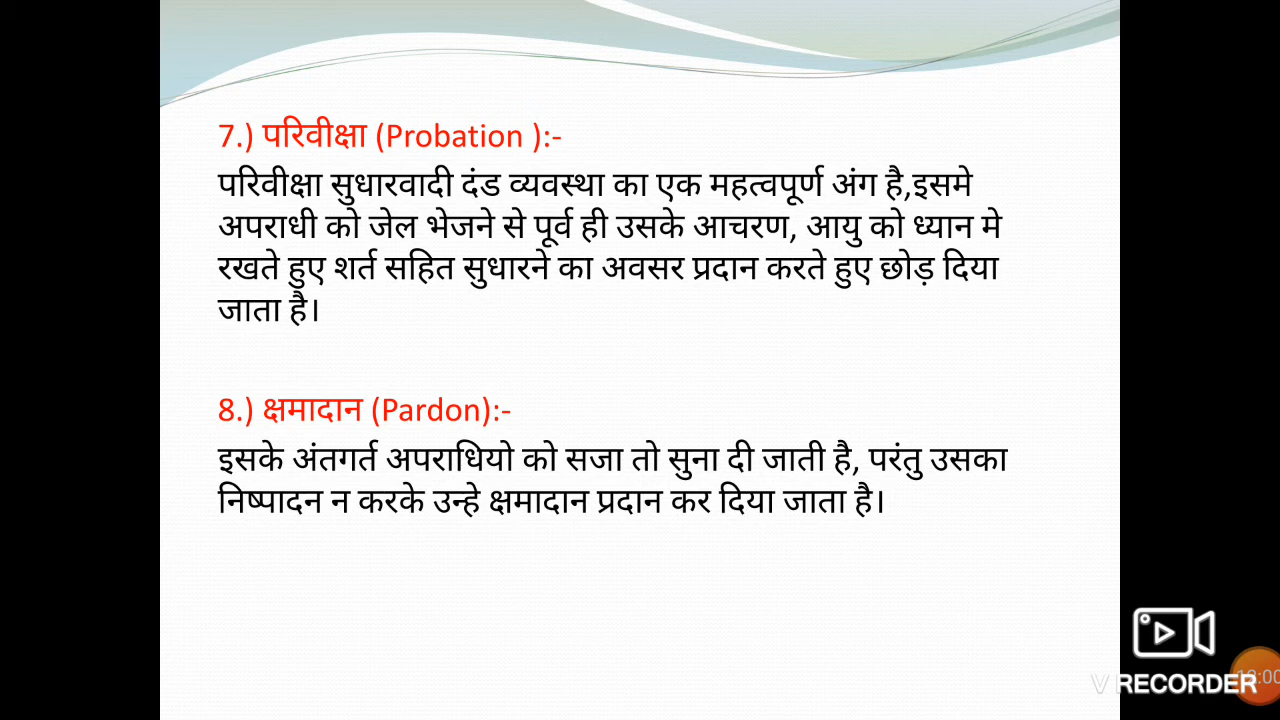 7.) परिवीक्षा (Probation ):-
परिवीक्षा सुधारवादी दंड व्यवस्था का एक महत्वपूर्ण अंग है,इसमे
अपराधी को जेल भेजने से पूर्व ही उसके आचरण, आयु को ध्यान मे
रखते हुए शर्त सहित सुधारने का अवसर प्रदान करते हुए छोड़ दिया
जाता है।
8.) क्षमादान (Pardon):-
इसके अंतगर्त अपराधियो को सजा तो सुना दी जाती है, परंतु उसका
निष्पादन न करके उन्हे क्षमादान प्रदान कर दिया जाता है।
V RECORDER